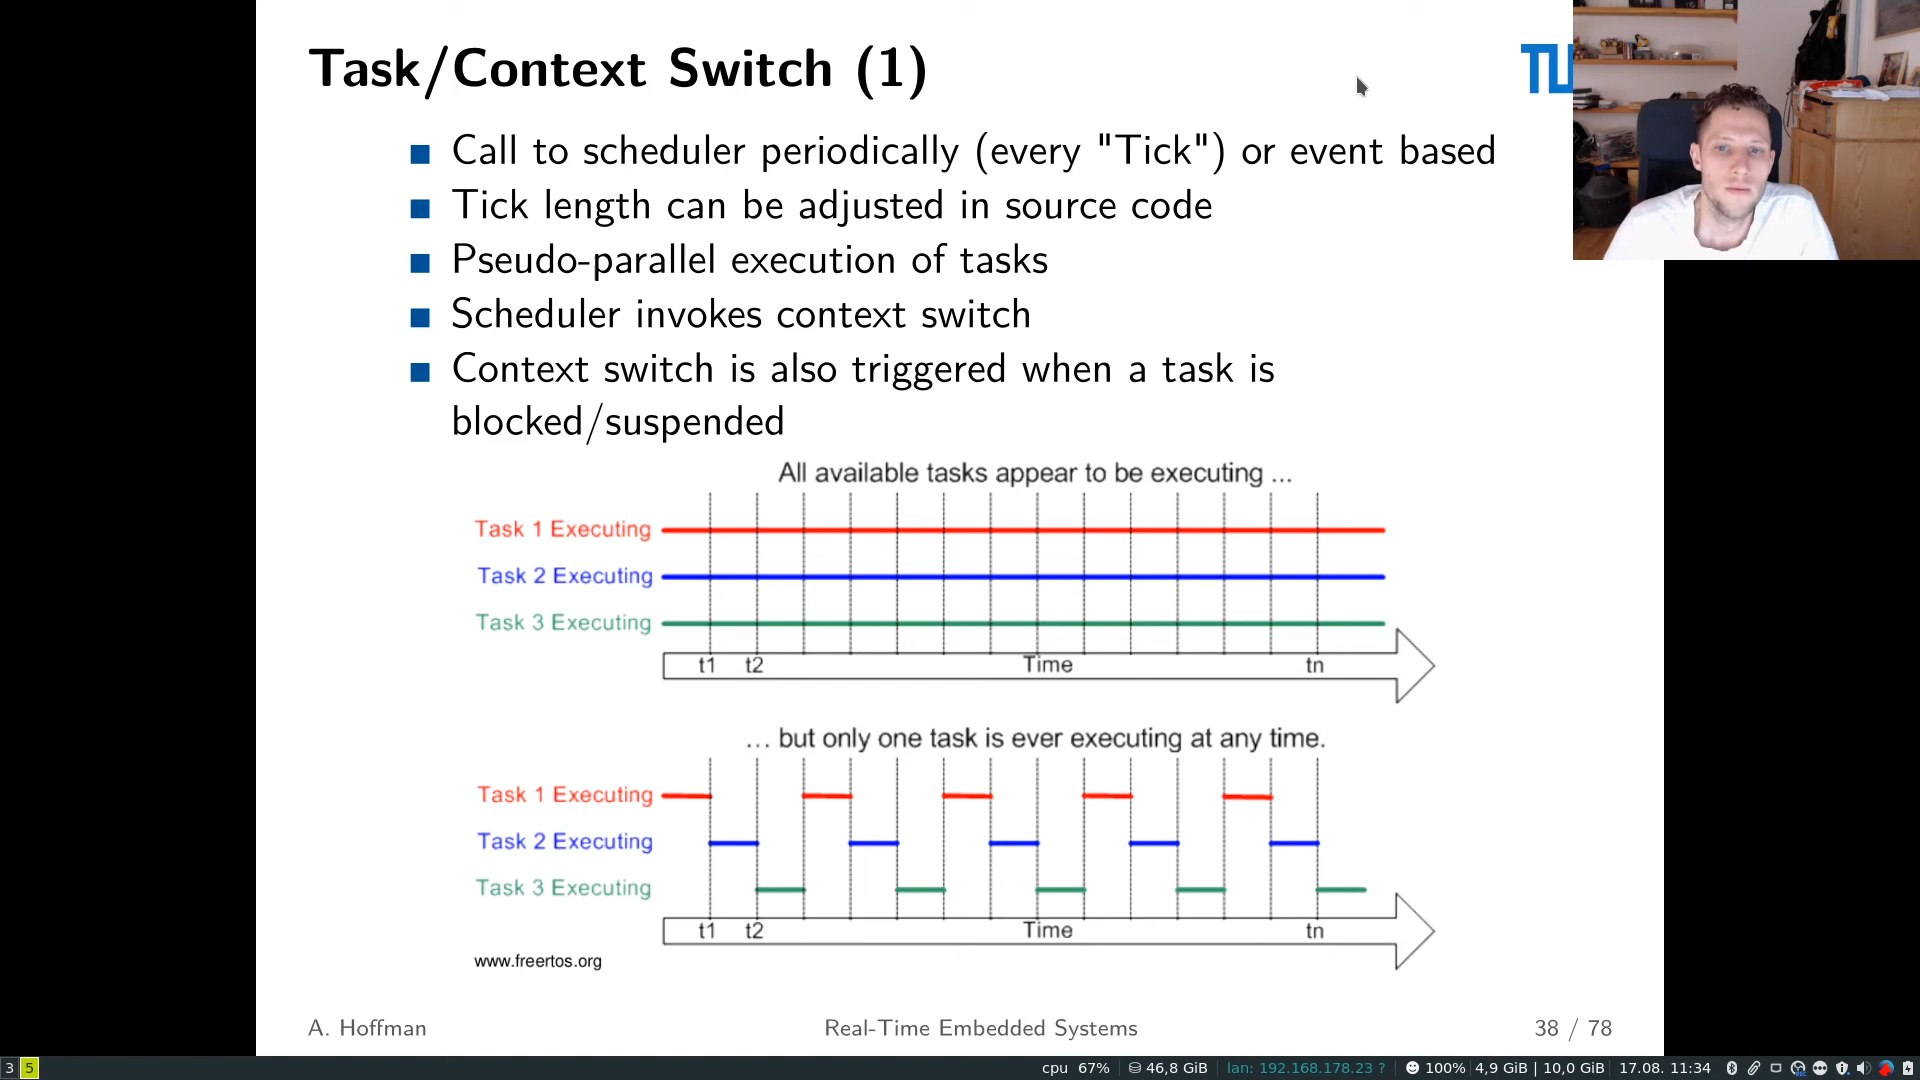 Task/Context Switch (1)
TU
Call to scheduler periodically (every "Tick") or event based
Tick length can be adjusted in source code
Pseudo-parallel execution of tasks
Scheduler invokes context switch
Context switch is also triggered when a task is
blocked/suspended
All available tasks appear to be executing ...
Task 1 Executing
Task 2 Executing
Task 3 Executing
t1 t2 Time tn
... but only one task is ever executing at any time.
Task 1 Executing
Task 2 Executing
Task 3 Executing
t1 t2 Time tn
www.freertos.org
A. Hoffman Real-Time Embedded Systems 38 / 78
3 5 cpu 67% 46,8 GiB lan: 192.168.178.23 ? 100% 4,9 GiB | 10,0 GiB 17.08. 11:34